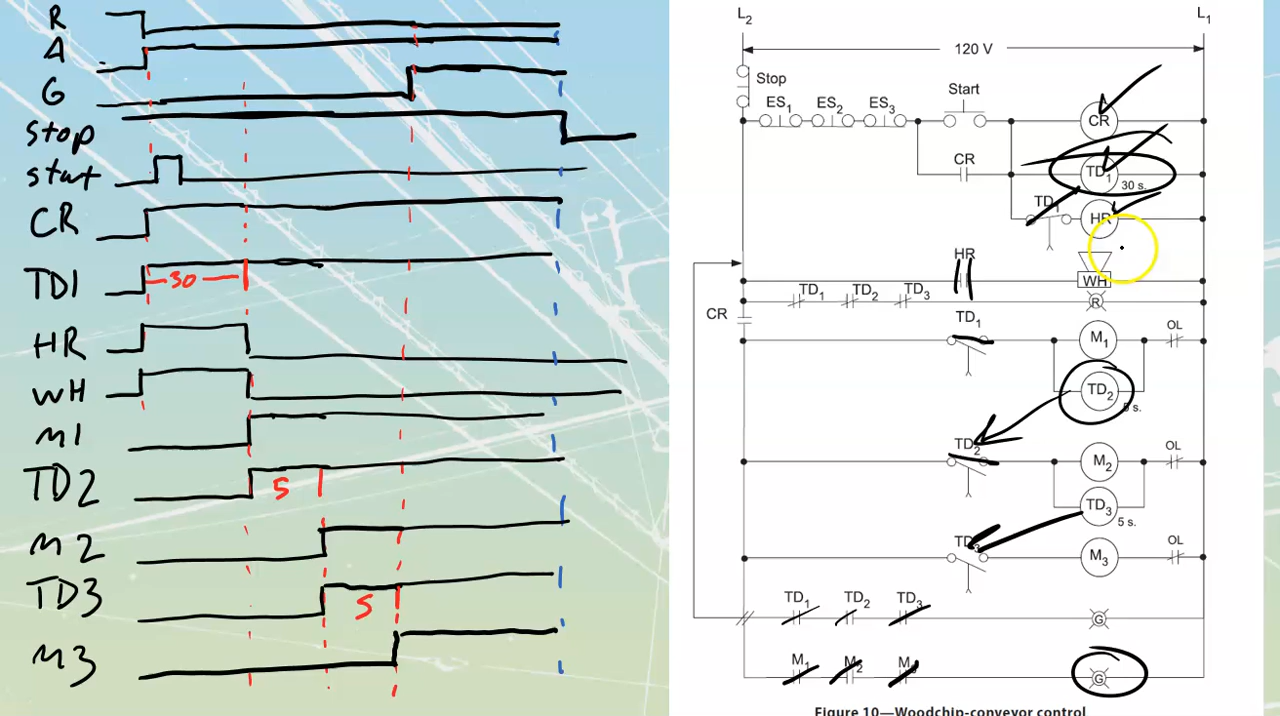 R
A
G
Stop
start
CR
TD1
30
HR
WH
M1
TD2
5
M2
TD3
5
M3
L2 L1
120 V
Stop
ES1 ES2 ES3 Start CR
CR TD1 30 s.
TD1 HR
HR WH
TD1 TD2 TD3 R
CR TD1 M1 OL
TD2 5 s.
TD2 M2 OL
TD3 5 s.
TD3 M3 OL
TD1 TD2 TD3 G
M1 M2 M3 G
Figure 10—Woodchip-conveyor control